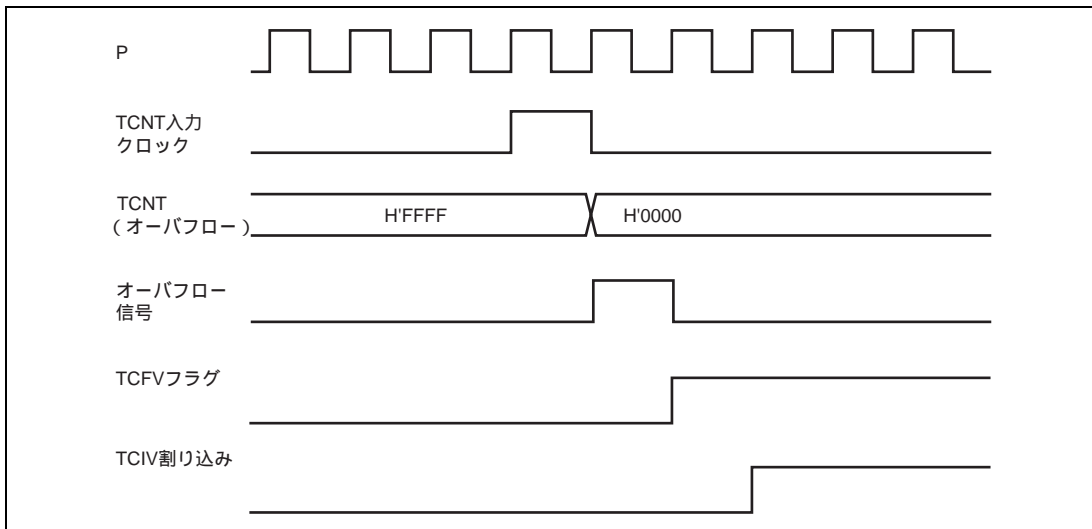 P
TCNT入力
クロック
TCNT
(オーバフロー)
H'FFFF
H'0000
オーバフロー
信号
TCFVフラグ
TCIV割り込み